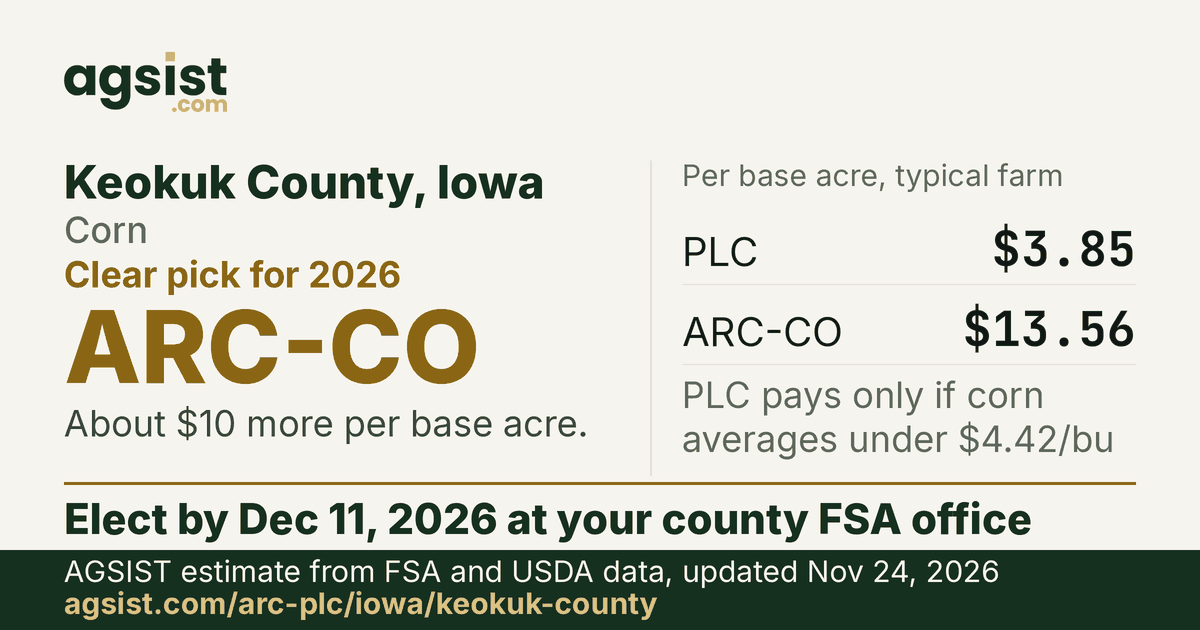 agsist
.com
Keokuk County, Iowa
Corn
Clear pick for 2026
ARC-CO
About $10 more per base acre.
Per base acre, typical farm
PLC $3.85
ARC-CO $13.56
PLC pays only if corn
averages under $4.42/bu
Elect by Dec 11, 2026 at your county FSA office
AGSIST estimate from FSA and USDA data, updated Nov 24, 2026
agsist.com/arc-plc/iowa/keokuk-county